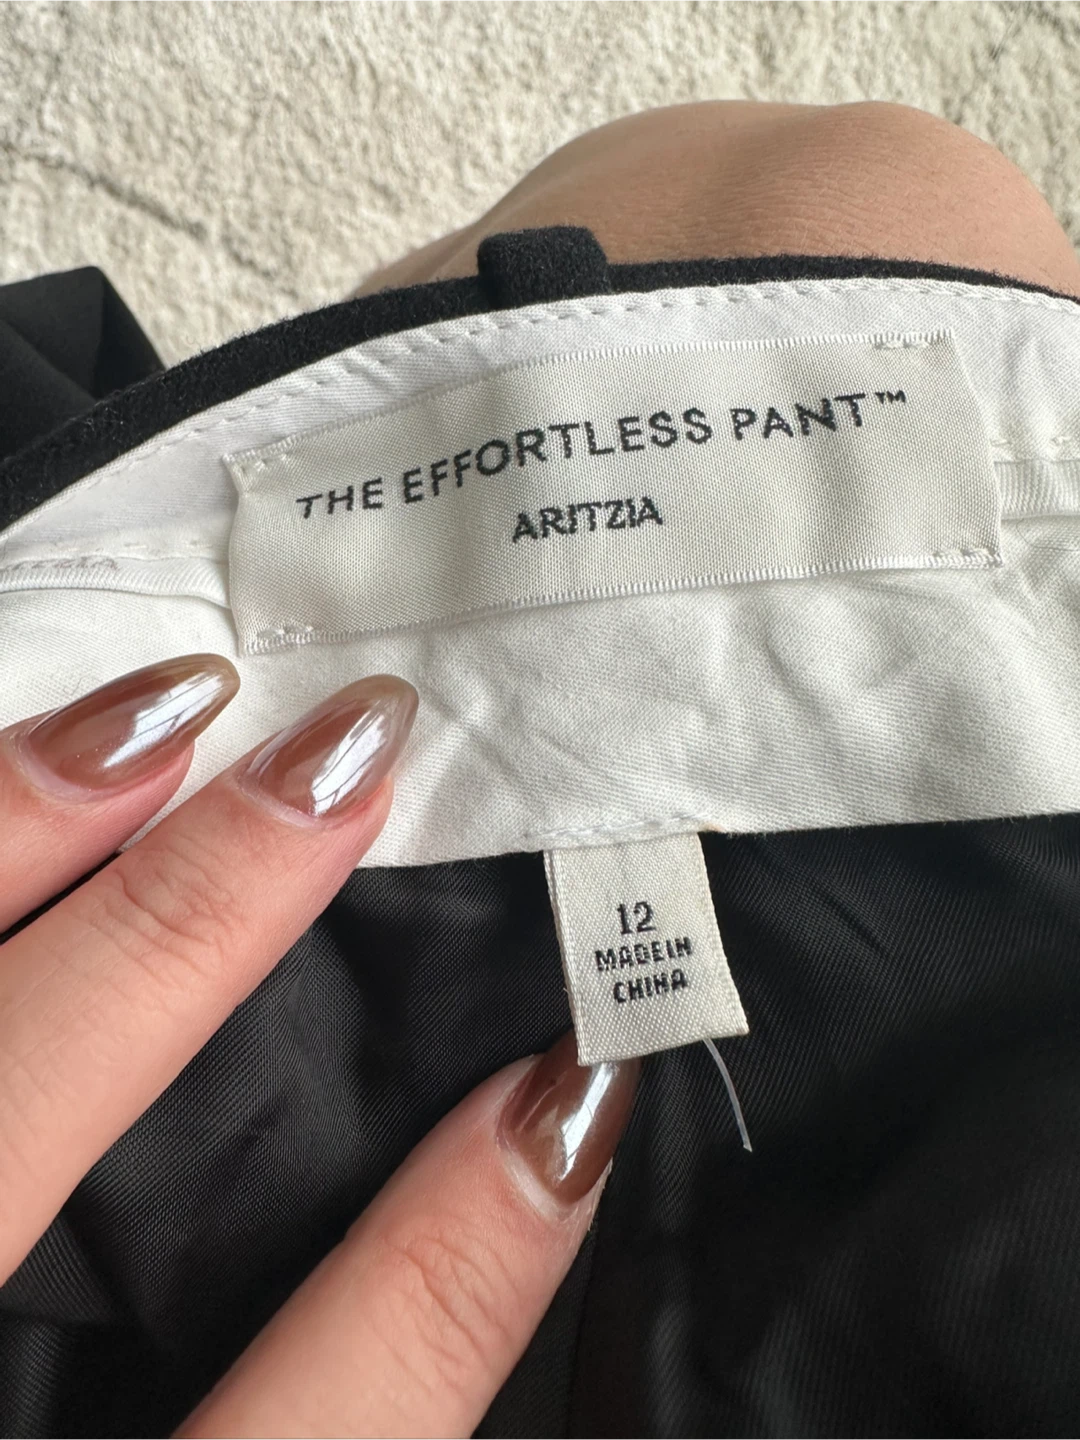 THE EFFORTLESS PANT™
ARITZIA
12
MADE IN
CHINA